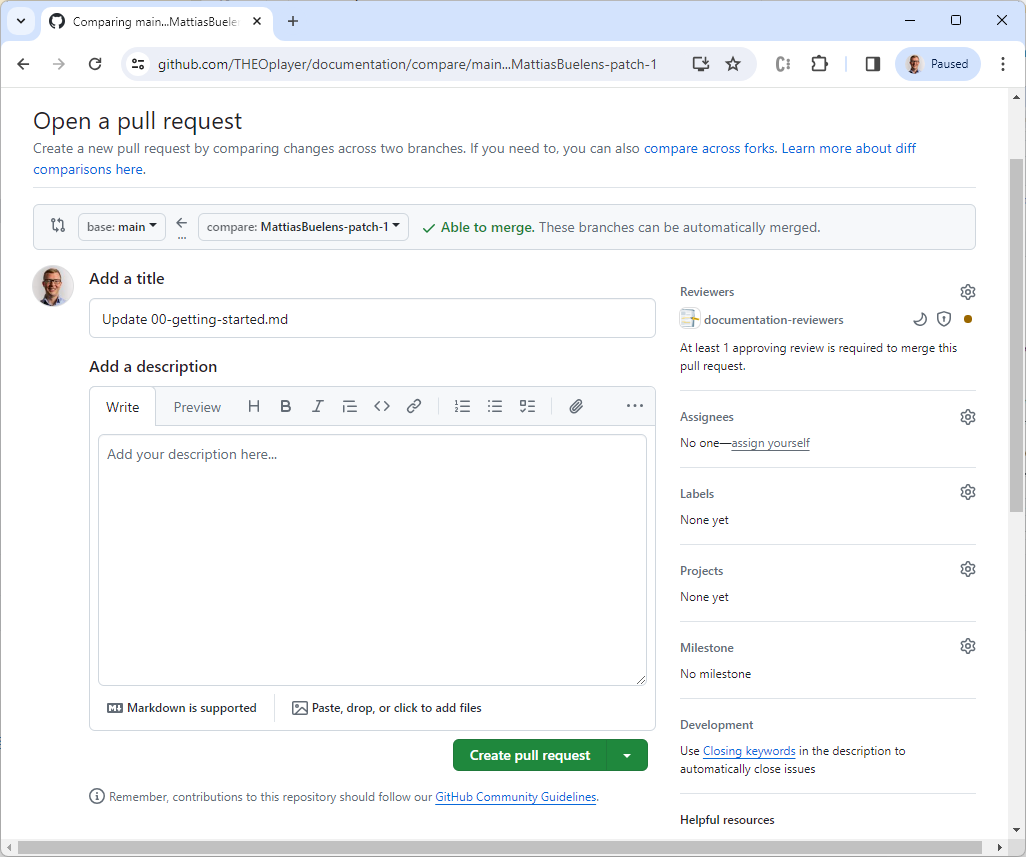 Comparing main...MattiasBuelen
github.com/THEOplayer/documentation/compare/main...MattiasBuelens-patch-1
Paused
Open a pull request
Create a new pull request by comparing changes across two branches. If you need to, you can also compare across forks. Learn more about diff
comparisons here.
base: main
compare: MattiasBuelens-patch-1
Able to merge. These branches can be automatically merged.
Add a title
Update 00-getting-started.md
Add a description
Write Preview
Add your description here...
Markdown is supported
Paste, drop, or click to add files
Create pull request
Remember, contributions to this repository should follow our GitHub Community Guidelines.
Reviewers
documentation-reviewers
At least 1 approving review is required to merge this
pull request.
Assignees
No one—assign yourself
Labels
None yet
Projects
None yet
Milestone
No milestone
Development
Use Closing keywords in the description to
automatically close issues
Helpful resources